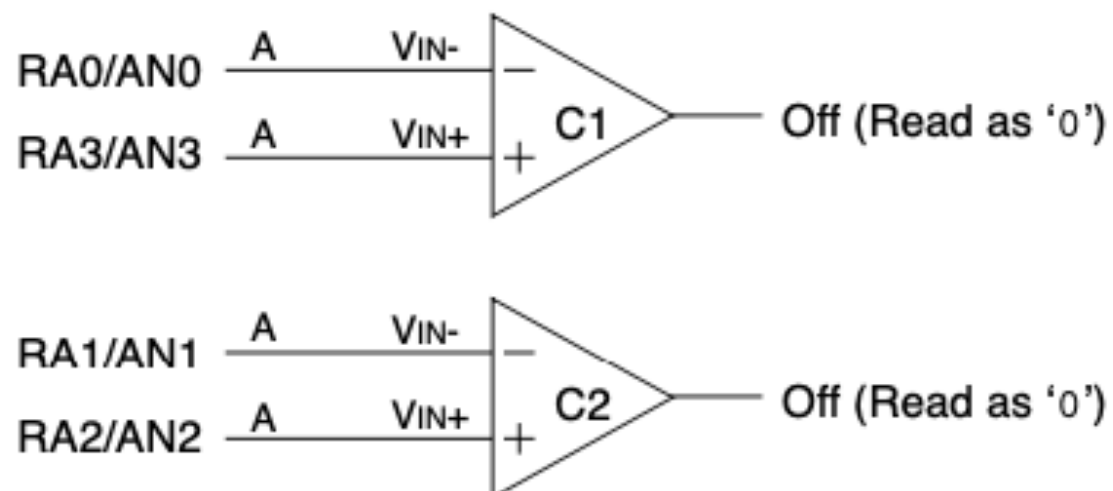 RA0/AN0 A VIN- − C1 Off (Read as ‘0’)
RA3/AN3 A VIN+ +
RA1/AN1 A VIN- − C2 Off (Read as ‘0’)
RA2/AN2 A VIN+ +